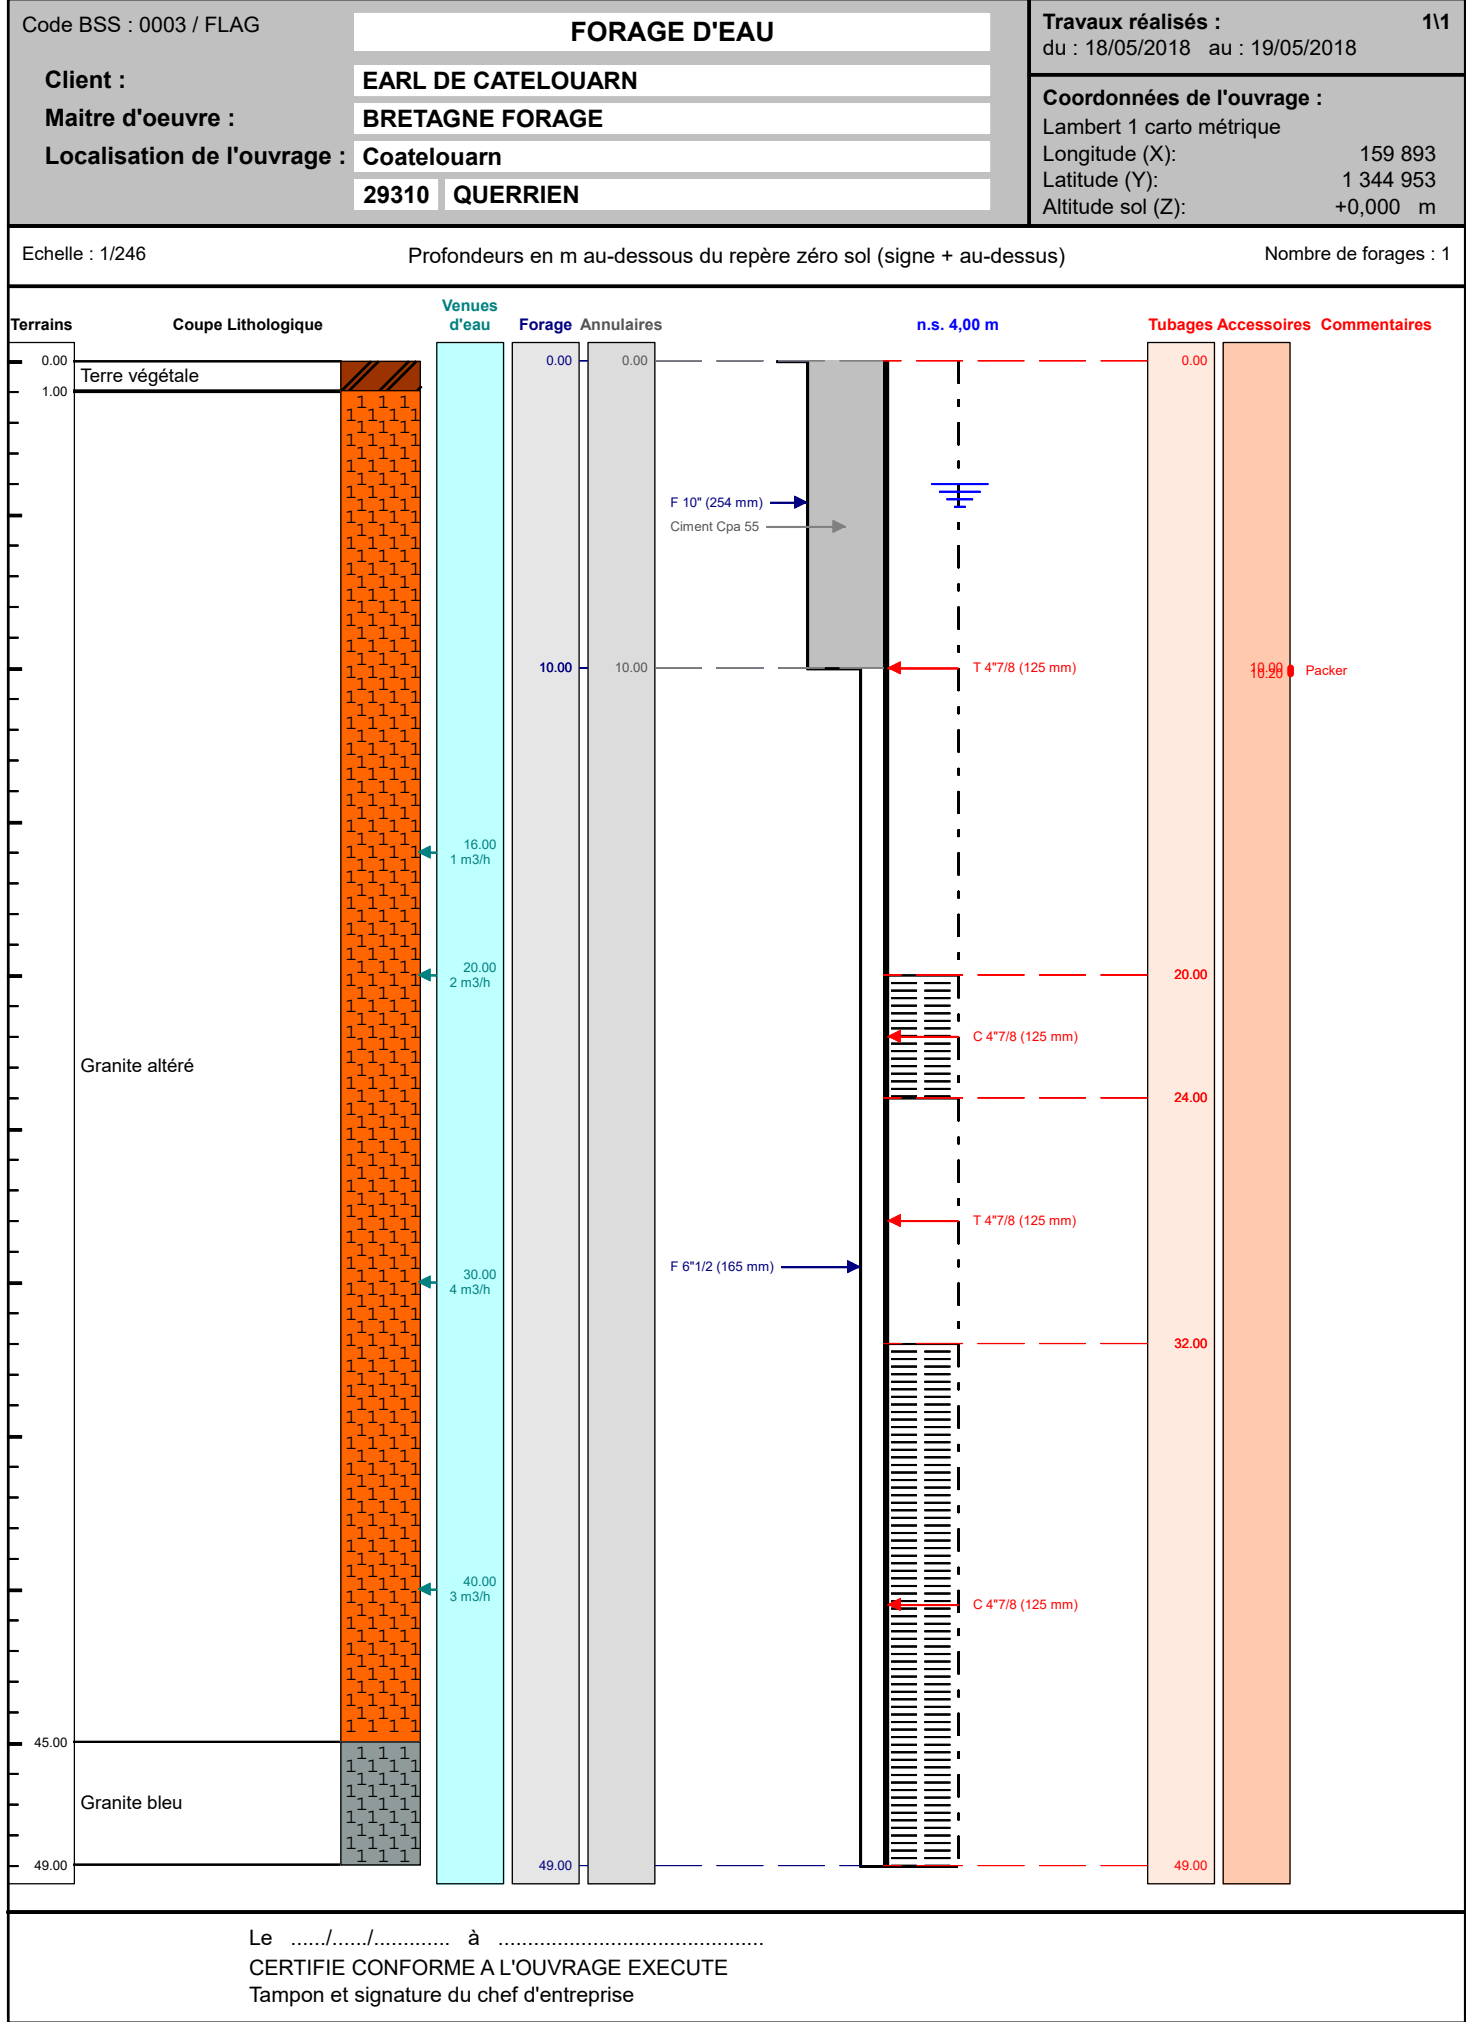 Code BSS : 0003 / FLAG
FORAGE D'EAU
Client :
EARL DE CATELOUARN
Maitre d'oeuvre :
BRETAGNE FORAGE
Localisation de l'ouvrage :
Coatelouarn
29310 QUERRIEN
Travaux réalisés : 1\1
du : 18/05/2018 au : 19/05/2018
Coordonnées de l'ouvrage :
Lambert 1 carto métrique
Longitude (X): 159 893
Latitude (Y): 1 344 953
Altitude sol (Z): +0,000 m
Echelle : 1/246
Profondeurs en m au-dessous du repère zéro sol (signe + au-dessus)
Nombre de forages : 1
Terrains
Coupe Lithologique
Venues
d'eau
Forage
Annulaires
n.s. 4,00 m
Tubages
Accessoires
Commentaires
0.00
Terre végétale
0.00
0.00
0.00
1.00
F 10" (254 mm)
Ciment Cpa 55
10.00
10.00
T 4"7/8 (125 mm)
10.00
10.20
Packer
16.00
1 m3/h
20.00
2 m3/h
20.00
C 4"7/8 (125 mm)
Granite altéré
24.00
T 4"7/8 (125 mm)
F 6"1/2 (165 mm)
30.00
4 m3/h
32.00
40.00
3 m3/h
C 4"7/8 (125 mm)
45.00
Granite bleu
49.00
49.00
49.00
Le ....../....../............. à ............................................
CERTIFIE CONFORME A L'OUVRAGE EXECUTE
Tampon et signature du chef d'entreprise